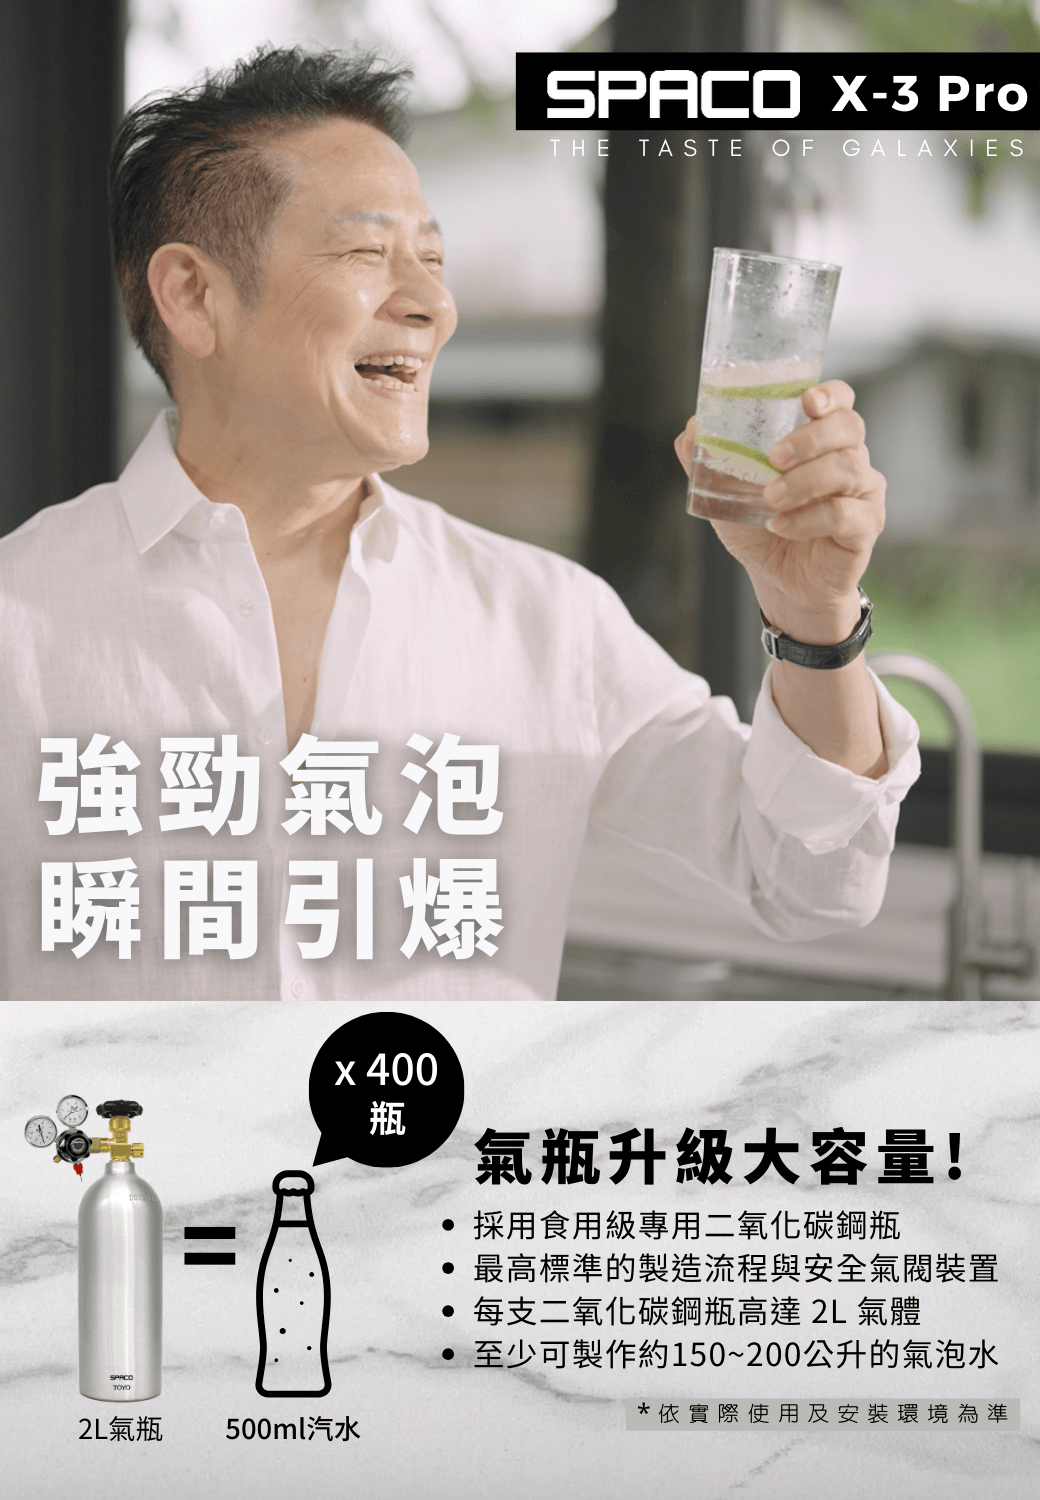 SPACO X-3 Pro
THE TASTE OF GALAXIES
強勁氣泡
瞬間引爆
x 400
瓶
氣瓶升級大容量!
• 採用食用級專用二氧化碳鋼瓶
• 最高標準的製造流程與安全氣閥裝置
• 每支二氧化碳鋼瓶高達 2L 氣體
• 至少可製作約150~200公升的氣泡水
*依實際使用及安裝環境為準
=
SPACO
TOYO
2L氣瓶
500ml汽水